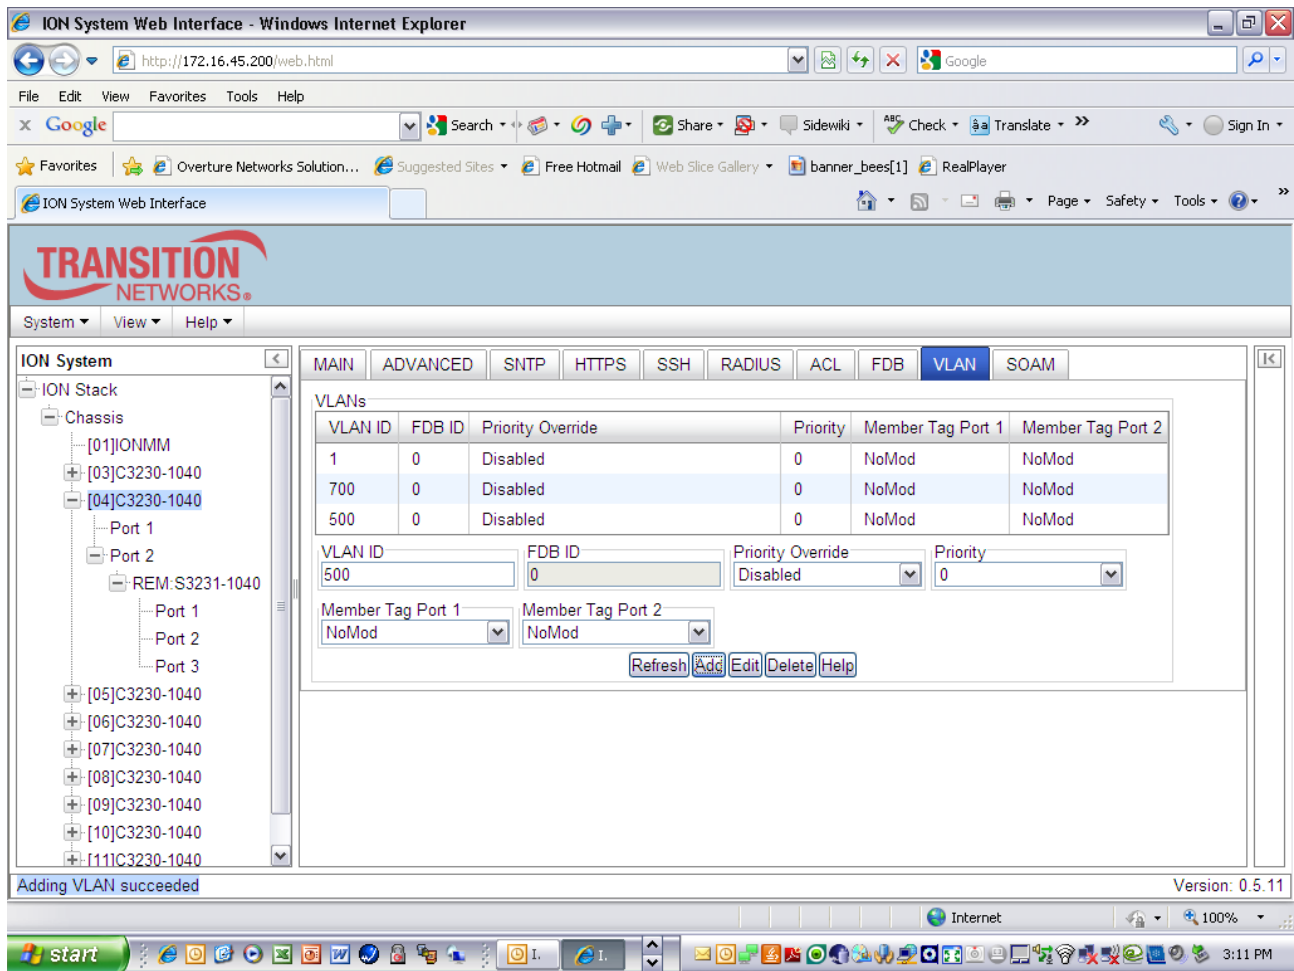 ION System Web Interface - Windows Internet Explorer
http://172.16.45.200/web.html
Google
File Edit View Favorites Tools Help
x Google Search Share Sidewiki ABC Check Translate Sign In
Favorites Overture Networks Solution... Suggested Sites Free Hotmail Web Slice Gallery banner_bees[1] RealPlayer
ION System Web Interface Page Safety Tools
TRANSITION
NETWORKS®
System View Help
ION System
ION Stack
Chassis
[01]IONMM
[03]C3230-1040
[04]C3230-1040
Port 1
Port 2
REM:S3231-1040
Port 1
Port 2
Port 3
[05]C3230-1040
[06]C3230-1040
[07]C3230-1040
[08]C3230-1040
[09]C3230-1040
[10]C3230-1040
[11]C3230-1040
MAIN ADVANCED SNTP HTTPS SSH RADIUS ACL FDB VLAN SOAM
VLANs
VLAN ID FDB ID Priority Override Priority Member Tag Port 1 Member Tag Port 2
1 0 Disabled 0 NoMod NoMod
700 0 Disabled 0 NoMod NoMod
500 0 Disabled 0 NoMod NoMod
VLAN ID FDB ID Priority Override Priority
500 0 Disabled 0
Member Tag Port 1 Member Tag Port 2
NoMod NoMod
Refresh Add Edit Delete Help
Adding VLAN succeeded Version: 0.5.11
Internet 100%
start I. I. 3:11 PM